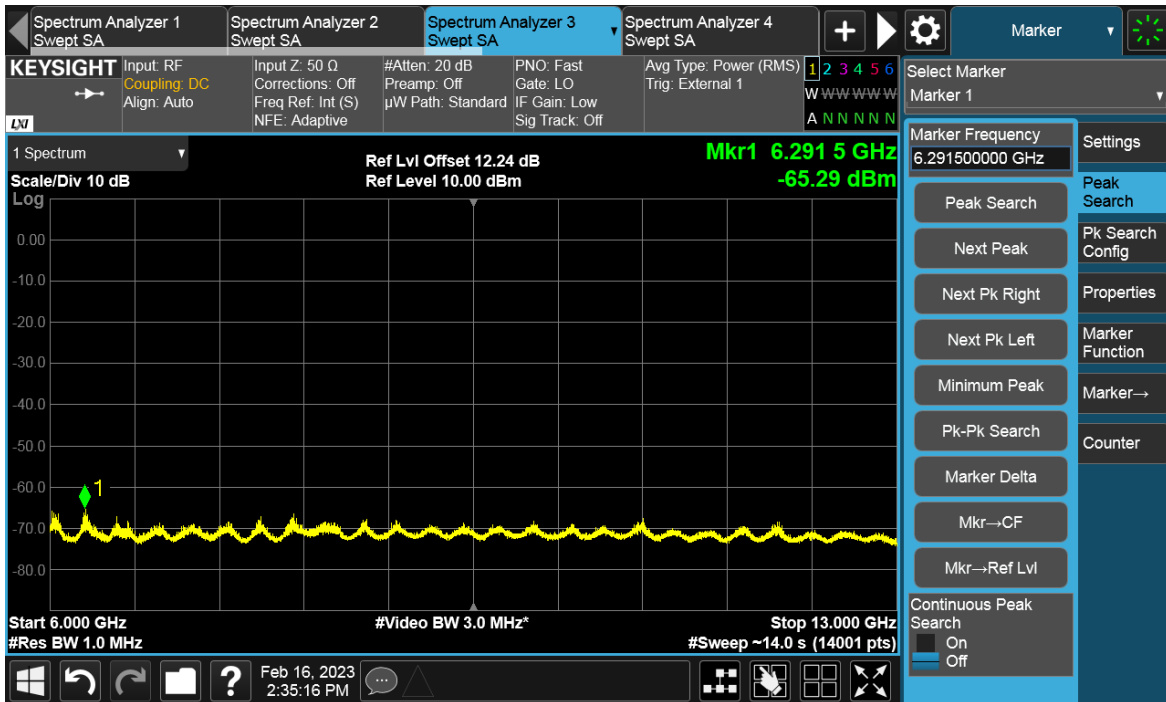 Spectrum Analyzer 1
Swept SA
Spectrum Analyzer 2
Swept SA
Spectrum Analyzer 3
Swept SA
Spectrum Analyzer 4
Swept SA
Marker
KEYSIGHT
LXI
Input: RF
Coupling: DC
Align: Auto
Input Z: 50 Ω
Corrections: Off
Freq Ref: Int (S)
NFE: Adaptive
#Atten: 20 dB
Preamp: Off
µW Path: Standard
PNO: Fast
Gate: LO
IF Gain: Low
Sig Track: Off
Avg Type: Power (RMS)
Trig: External 1
1 2 3 4 5 6
W W W W W W
A N N N N N
Select Marker
Marker 1
1 Spectrum
Scale/Div 10 dB
Log
Ref Lvl Offset 12.24 dB
Ref Level 10.00 dBm
Mkr1 6.291 5 GHz
-65.29 dBm
0.00
-10.0
-20.0
-30.0
-40.0
-50.0
-60.0
-70.0
-80.0
1
Start 6.000 GHz
#Res BW 1.0 MHz
#Video BW 3.0 MHz*
Stop 13.000 GHz
#Sweep ~14.0 s (14001 pts)
Marker Frequency
6.291500000 GHz
Peak Search
Next Peak
Next Pk Right
Next Pk Left
Minimum Peak
Pk-Pk Search
Marker Delta
Mkr→CF
Mkr→Ref Lvl
Continuous Peak
Search
On
Off
Settings
Peak
Search
Pk Search
Config
Properties
Marker
Function
Marker→
Counter
?
Feb 16, 2023
2:35:16 PM